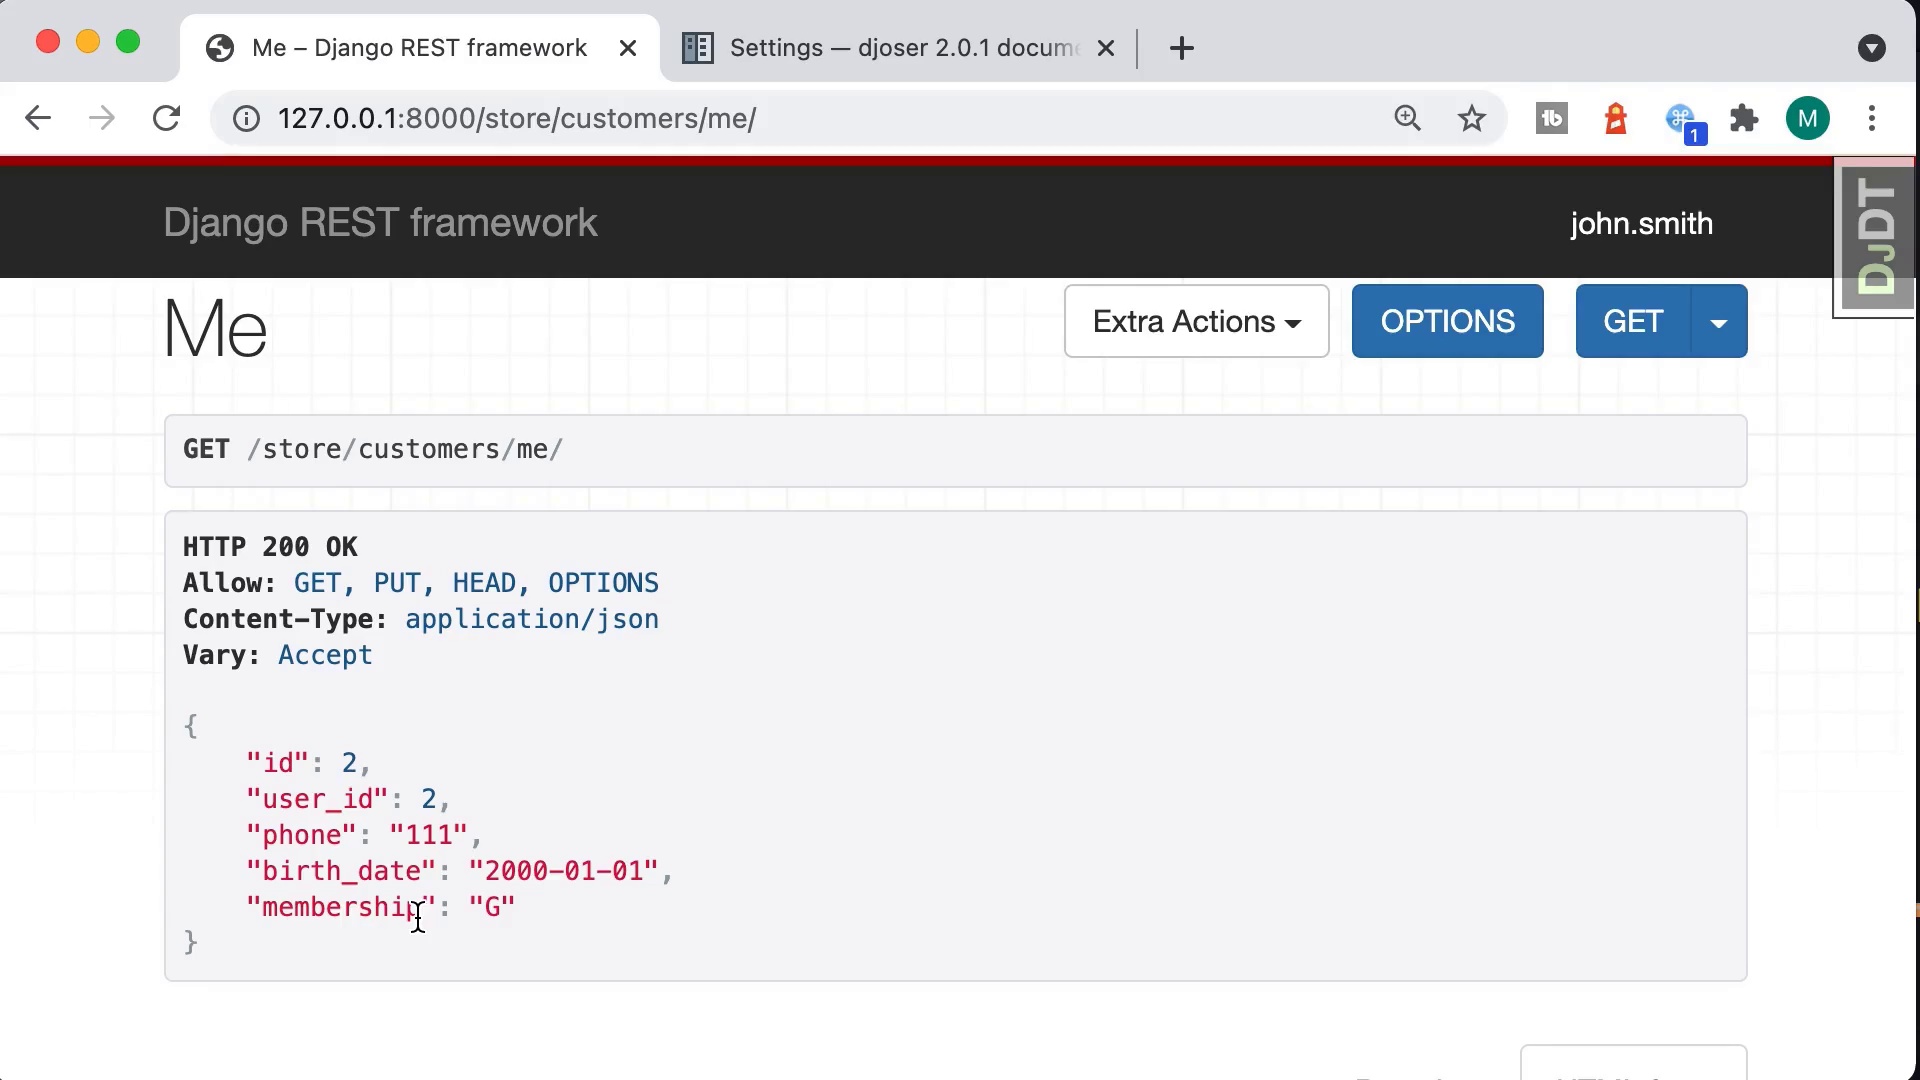 Me – Django REST framework
Settings — djoser 2.0.1 docum
127.0.0.1:8000/store/customers/me/
tb
1
M
Django REST framework
john.smith
DJDT
Me
Extra Actions
OPTIONS
GET
GET /store/customers/me/
HTTP 200 OK
Allow: GET, PUT, HEAD, OPTIONS
Content-Type: application/json
Vary: Accept
{
"id": 2,
"user_id": 2,
"phone": "111",
"birth_date": "2000-01-01",
"membership": "G"
}